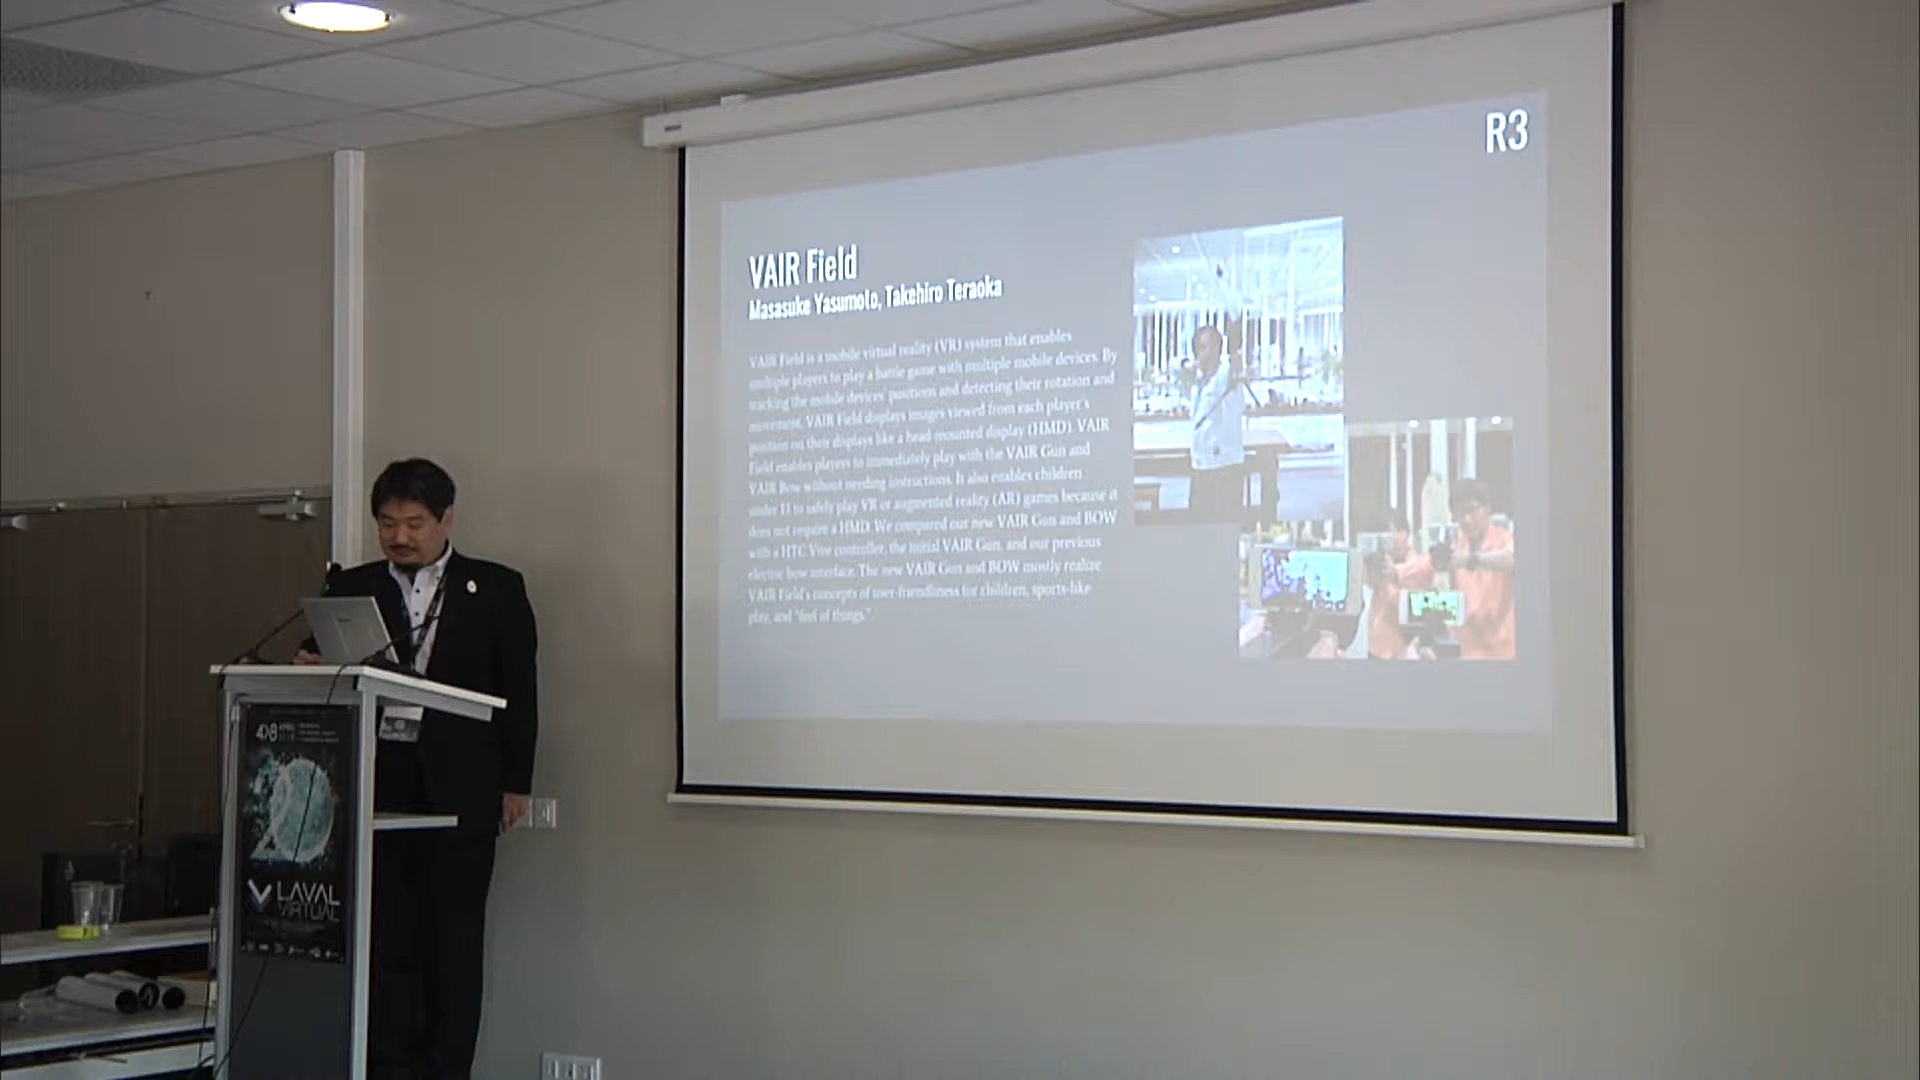 R3
VAIR Field
Masasuke Yasumoto, Takehiro Teraoka
VAIR Field is a mobile virtual reality (VR) system that enables
multiple players to play a battle game with multiple mobile devices. By
tracking the mobile devices' positions and detecting their rotation and
movement, VAIR Field displays images viewed from each player's
position on their displays like a head mounted display (HMD). VAIR
Field enables players to immediately play with the VAIR Gun and
VAIR Bow without needing instructions. It also enables children
under 13 to safely play VR or augmented reality (AR) games because it
does not require a HMD. We compared our new VAIR Gun and BOW
with a HTC Vive controller, the initial VAIR Gun, and our previous
electric bow interface. The new VAIR Gun and BOW mostly realize
VAIR Field's concepts of user-friendliness for children, sports-like
play, and "feel of things."
4>8 APRIL
20
LAVAL
VIRTUAL